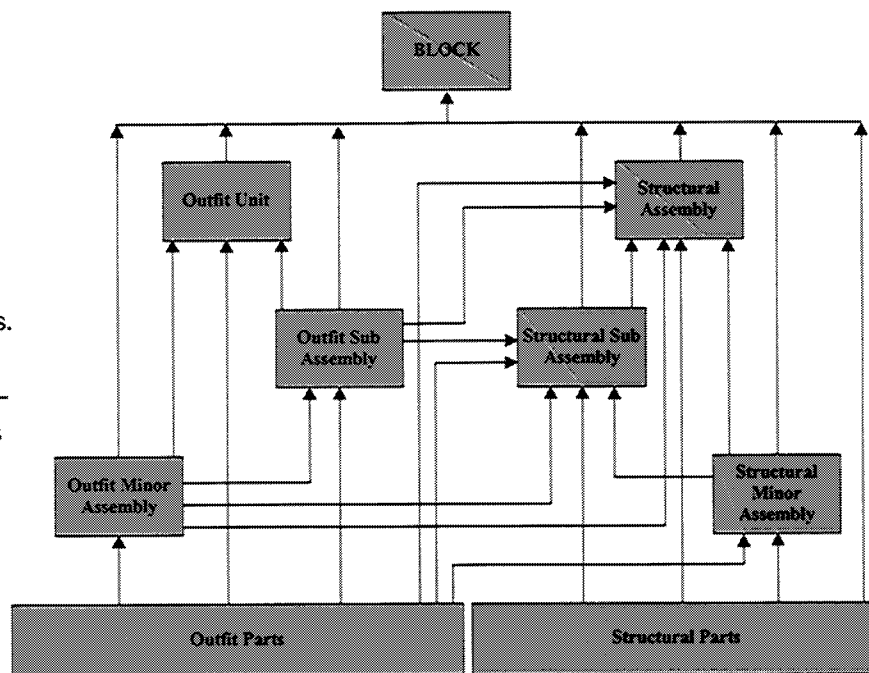 BLOCK
Outfit Unit
Structural
Assembly
s.
Outfit Sub
Assembly
Structural Sub
Assembly
Outfit Minor
Assembly
Structural
Minor
Assembly
Outfit Parts
Structural Parts